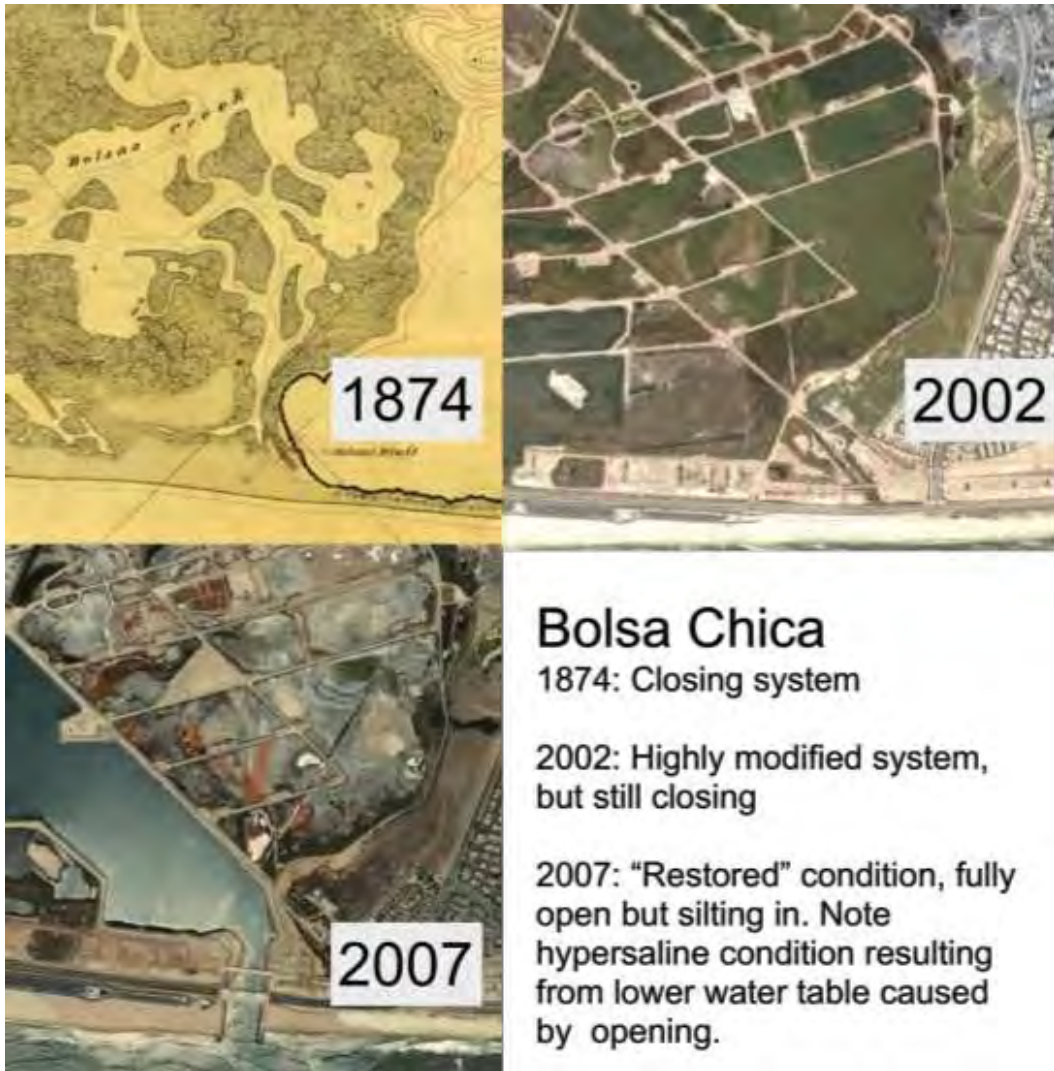 Bolsna Creek
1874
2002
2007
Bolsa Chica
1874: Closing system
2002: Highly modified system,
but still closing
2007: “Restored” condition, fully
open but silting in. Note
hypersaline condition resulting
from lower water table caused
by opening.